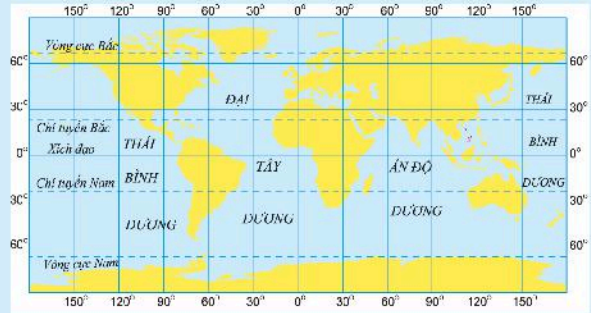 150° 120° 90° 60° 30° 0° 30° 60° 90° 120° 150°
Vòng cực Bắc
60° 60°
ĐẠI THÁI
30° 30°
Chí tuyến Bắc
THÁI BÌNH
Xích đạo
0° 0°
BÌNH TÂY ẤN ĐỘ
Chí tuyến Nam DƯƠNG
30° 30°
DƯƠNG DƯƠNG DƯƠNG
60° 60°
Vòng cực Nam
150° 120° 90° 60° 30° 0° 30° 60° 90° 120° 150°